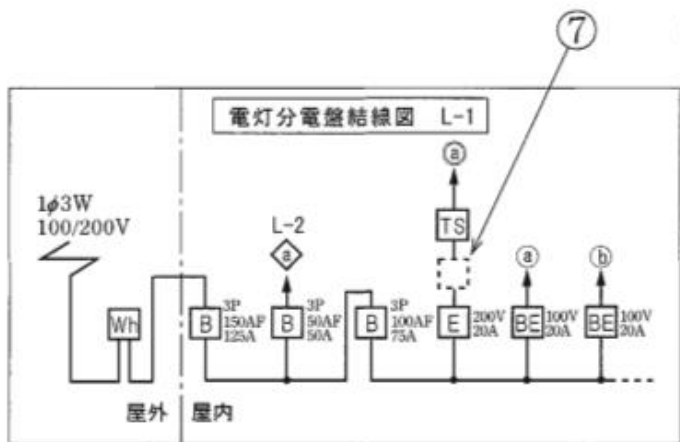 ⑦
電灯分電盤結線図 L-1
ⓐ
1φ3W
100/200V
TS
L-2
a
ⓐ
ⓑ
Wh
B
3P
150AF
125A
B
3P
50AF
50A
B
3P
100AF
75A
E
200V
20A
BE
100V
20A
BE
100V
20A
屋外
屋内